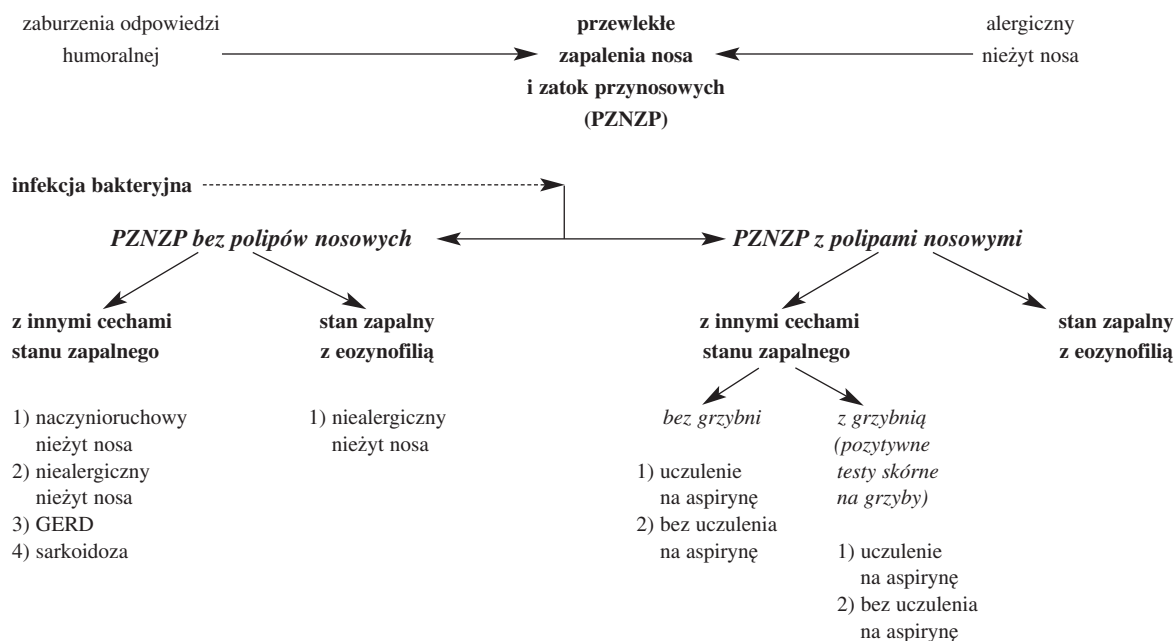 zaburzenia odpowiedzi
humoralnej
przewlekłe
zapalenia nosa
i zatok przynosowych
(PZNZP)
alergiczny
nieżyt nosa
infekcja bakteryjna
PZNZP bez polipów nosowych
PZNZP z polipami nosowymi
z innymi cechami
stanu zapalnego
stan zapalny
z eozynofilią
z innymi cechami
stanu zapalnego
stan zapalny
z eozynofilią
1) naczynioruchowy
nieżyt nosa
2) niealergiczny
nieżyt nosa
3) GERD
4) sarkoidoza
1) niealergiczny
nieżyt nosa
bez grzybni
1) uczulenie
na aspirynę
2) bez uczulenia
na aspirynę
z grzybnią
(pozytywne
testy skórne
na grzyby)
1) uczulenie
na aspirynę
2) bez uczulenia
na aspirynę